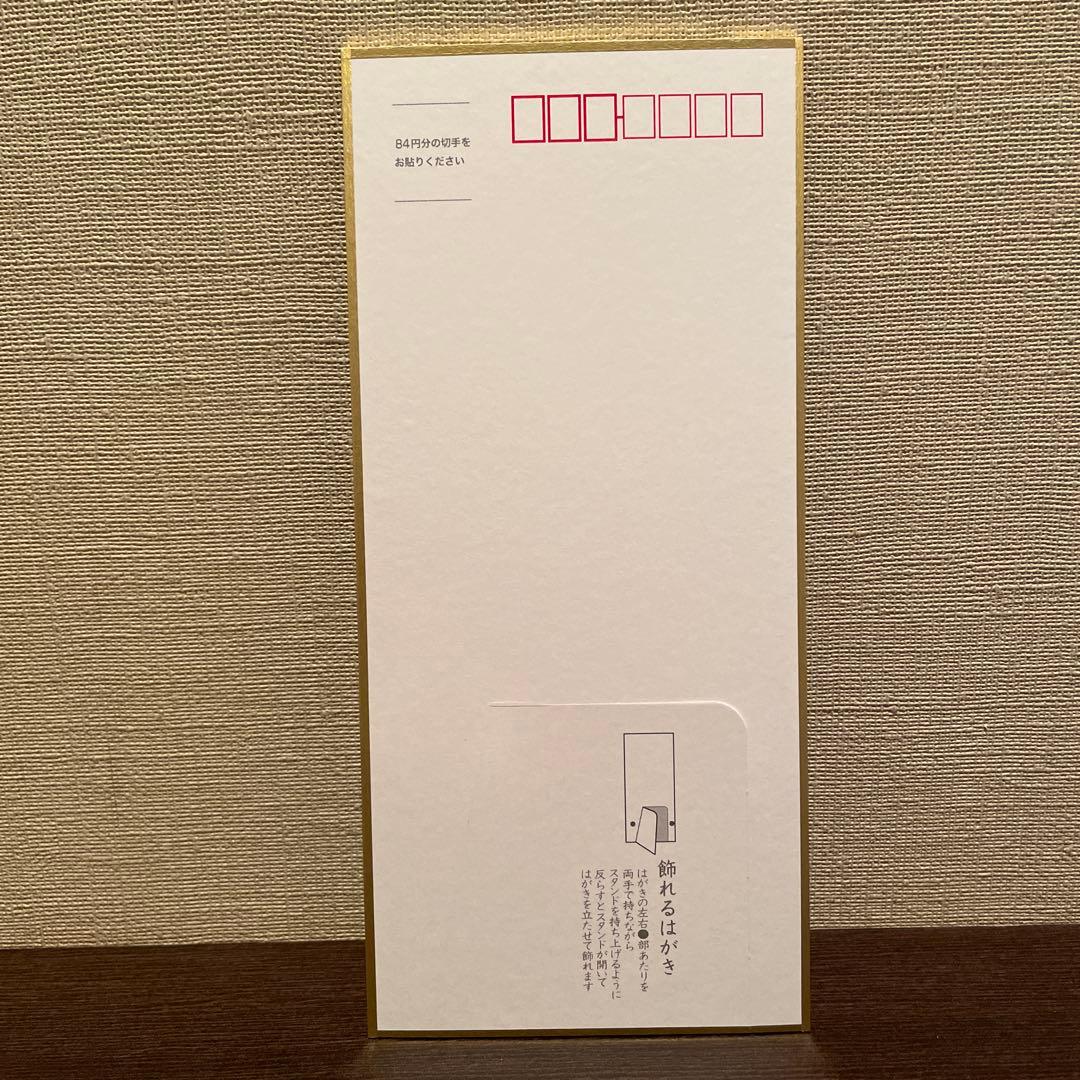 84円分の切手を
お貼りください
飾れるはがき
はがきの左右●部あたりを
両手で持ちながら
スタンドを持ち上げるように
反らすとスタンドが開いて
はがきを立たせて飾れます